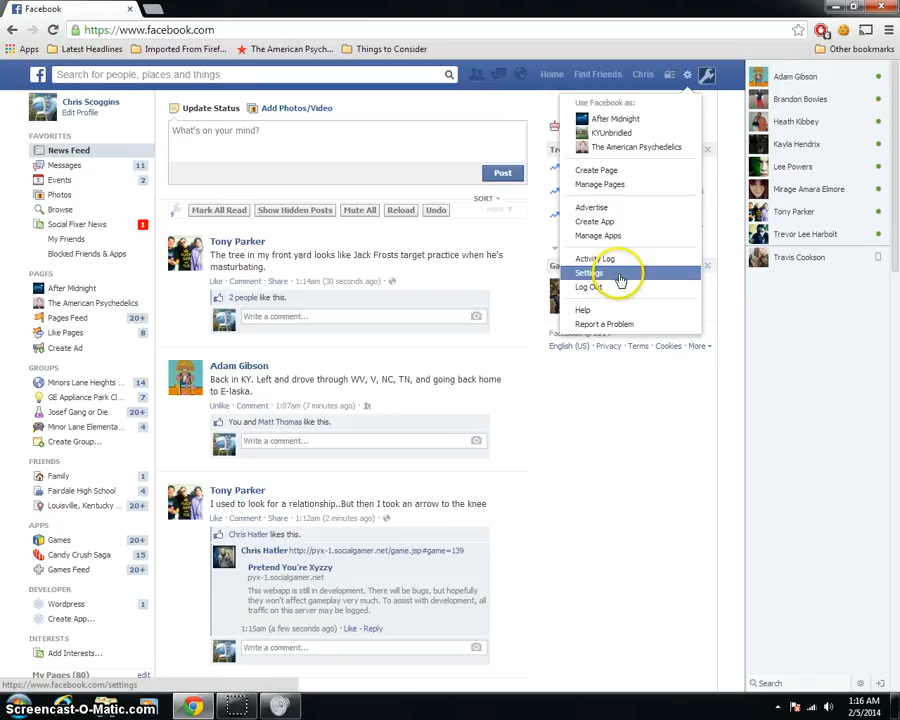 Facebook
https://www.facebook.com
Apps
Latest Headlines
Imported From Firef...
The American Psych...
Things to Consider
Other bookmarks
Search for people, places and things
Home
Find Friends
Chris
Chris Scoggins
Edit Profile
FAVORITES
News Feed
Messages 11
Events 2
Photos
Browse
Social Fixer News 1
My Friends
Blocked Friends & Apps
PAGES
After Midnight
The American Psychedelics
Pages Feed 20+
Like Pages 8
Create Ad
GROUPS
Minors Lane Heights ... 14
GE Appliance Park C... 7
Josef Gang or Die 20+
Minor Lane Elementa... 4
Create Group...
FRIENDS
Family 1
Fairdale High School 4
Louisville, Kentucky ... 20+
APPS
Games 20+
Candy Crush Saga 15
Games Feed 20+
DEVELOPER
Wordpress 1
Create App...
INTERESTS
Add Interests...
My Pages (80) edit
https://www.facebook.com/settings
Update Status
Add Photos/Video
What's on your mind?
Post
SORT
more
Mark All Read
Show Hidden Posts
Mute All
Reload
Undo
Tony Parker
The tree in my front yard looks like Jack Frosts target practice when he's
masturbating.
Like · Comment · Share · 1:14am (30 seconds ago) ·
2 people like this.
Write a comment...
Adam Gibson
Back in KY. Left and drove through WV, V, NC, TN, and going back home
to E-laska.
Unlike · Comment · 1:07am (7 minutes ago) ·
You and Matt Thomas like this.
Write a comment...
Tony Parker
I used to look for a relationship..But then I took an arrow to the knee
Like · Comment · Share · 1:12am (2 minutes ago) ·
Chris Hatler likes this.
Chris Hatler http://pyx-1.socialgamer.net/game.jsp#game=139
Pretend You're Xyzzy
pyx-1.socialgamer.net
This webapp is still in development. There will be bugs, but hopefully
they won't affect gameplay very much. To assist with development, all
traffic on this server may be logged.
1:15am (a few seconds ago) · Like · Reply
Write a comment...
Use Facebook as:
After Midnight
KYUnbridled
The American Psychedelics
Create Page
Manage Pages
Advertise
Create App
Manage Apps
Activity Log
Settings
Log Out
Help
Report a Problem
English (US) · Privacy · Terms · Cookies · More
Adam Gibson
Brandon Bowles
Heath Kibbey
Kayla Hendrix
Lee Powers
Mirage Amara Elmore
Tony Parker
Trevor Lee Harbolt
Travis Cookson
Search
Screencast-O-Matic.com
1:16 AM
2/5/2014